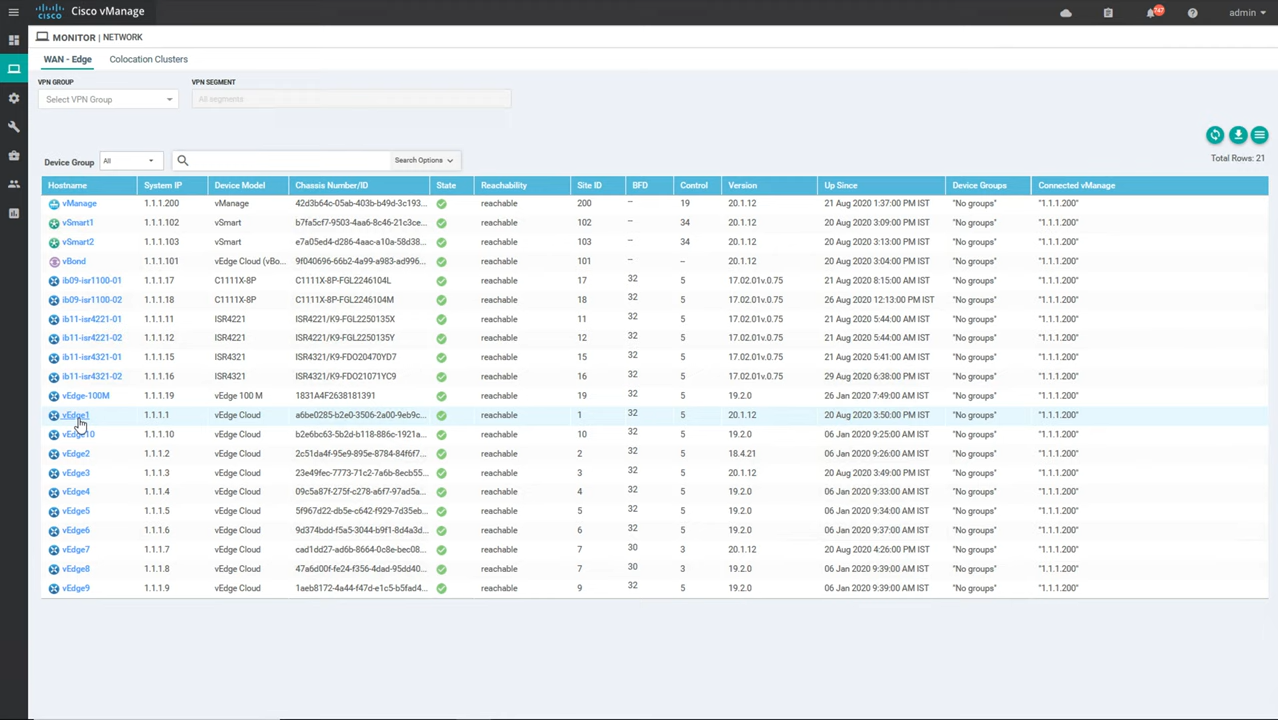 Cisco vManage
747
admin
MONITOR | NETWORK
WAN - Edge Colocation Clusters
VPN GROUP VPN SEGMENT
Select VPN Group All segments
Total Rows: 21
Device Group All Search Options
Hostname System IP Device Model Chassis Number/ID State Reachability Site ID BFD Control Version Up Since Device Groups Connected vManage
vManage 1.1.1.200 vManage 42d3b64c-05ab-403b-b49d-3c193... reachable 200 -- 19 20.1.12 21 Aug 2020 1:37:00 PM IST "No groups" "1.1.1.200"
vSmart1 1.1.1.102 vSmart b7fa5cf7-9503-4aa6-8c46-21c3ce... reachable 102 -- 34 20.1.12 21 Aug 2020 3:09:00 PM IST "No groups" "1.1.1.200"
vSmart2 1.1.1.103 vSmart e7a05ed4-d286-4aac-a10a-58d38... reachable 103 -- 34 20.1.12 21 Aug 2020 3:13:00 PM IST "No groups" "1.1.1.200"
vBond 1.1.1.101 vEdge Cloud (vBo... 9f040696-66b2-4a99-a983-ad996... reachable 101 -- -- 20.1.12 21 Aug 2020 3:04:00 PM IST "No groups" "1.1.1.200"
ib09-isr1100-01 1.1.1.17 C1111X-8P C1111X-8P-FGL2246104L reachable 17 32 5 17.02.01v.0.75 21 Aug 2020 8:15:00 AM IST "No groups" "1.1.1.200"
ib09-isr1100-02 1.1.1.18 C1111X-8P C1111X-8P-FGL2246104M reachable 18 32 5 17.02.01v.0.75 26 Aug 2020 12:13:00 PM IST "No groups" "1.1.1.200"
ib11-isr4221-01 1.1.1.11 ISR4221 ISR4221/K9-FGL2250135X reachable 11 32 5 17.02.01v.0.75 21 Aug 2020 5:44:00 AM IST "No groups" "1.1.1.200"
ib11-isr4221-02 1.1.1.12 ISR4221 ISR4221/K9-FGL2250135Y reachable 12 32 5 17.02.01v.0.75 21 Aug 2020 5:44:00 AM IST "No groups" "1.1.1.200"
ib11-isr4321-01 1.1.1.15 ISR4321 ISR4321/K9-FDO20470YD7 reachable 15 32 5 17.02.01v.0.75 21 Aug 2020 5:41:00 AM IST "No groups" "1.1.1.200"
ib11-isr4321-02 1.1.1.16 ISR4321 ISR4321/K9-FDO21071YC9 reachable 16 32 5 17.02.01v.0.75 29 Aug 2020 6:38:00 PM IST "No groups" "1.1.1.200"
vEdge-100M 1.1.1.19 vEdge 100 M 1831A4F2638181391 reachable 19 32 5 19.2.0 26 Jan 2020 7:49:00 AM IST "No groups" "1.1.1.200"
vEdge1 1.1.1.1 vEdge Cloud a6be0285-b2e0-3506-2a00-9eb9c... reachable 1 32 5 20.1.12 20 Aug 2020 3:50:00 PM IST "No groups" "1.1.1.200"
vEdge10 1.1.1.10 vEdge Cloud b2e6bc63-5b2d-b118-886c-1921a... reachable 10 32 5 19.2.0 06 Jan 2020 9:25:00 AM IST "No groups" "1.1.1.200"
vEdge2 1.1.1.2 vEdge Cloud 2c51da4f-95e9-895e-8784-84f6f7... reachable 2 32 5 18.4.21 06 Jan 2020 9:26:00 AM IST "No groups" "1.1.1.200"
vEdge3 1.1.1.3 vEdge Cloud 23e49fec-7773-71c2-7a6b-8ecb55... reachable 3 32 5 20.1.12 20 Aug 2020 3:49:00 PM IST "No groups" "1.1.1.200"
vEdge4 1.1.1.4 vEdge Cloud 09c5a87f-275f-c278-a6f7-97ad5a... reachable 4 32 5 19.2.0 06 Jan 2020 9:33:00 AM IST "No groups" "1.1.1.200"
vEdge5 1.1.1.5 vEdge Cloud 5f967d22-db5e-c642-f929-7d35eb... reachable 5 32 5 19.2.0 06 Jan 2020 9:36:00 AM IST "No groups" "1.1.1.200"
vEdge6 1.1.1.6 vEdge Cloud 9d374bdd-f5a5-3044-b9f1-8d4a3d... reachable 6 32 5 19.2.0 06 Jan 2020 9:37:00 AM IST "No groups" "1.1.1.200"
vEdge7 1.1.1.7 vEdge Cloud cad1dd27-ad6b-8664-0c8e-bec08... reachable 7 30 3 20.1.12 20 Aug 2020 4:26:00 PM IST "No groups" "1.1.1.200"
vEdge8 1.1.1.8 vEdge Cloud 47a6d00f-fe24-f356-4dad-95dd40... reachable 7 30 3 19.2.0 06 Jan 2020 9:39:00 AM IST "No groups" "1.1.1.200"
vEdge9 1.1.1.9 vEdge Cloud 1aeb8172-4a44-f47d-e1c5-b5fad4... reachable 9 32 5 19.2.0 06 Jan 2020 9:39:00 AM IST "No groups" "1.1.1.200"